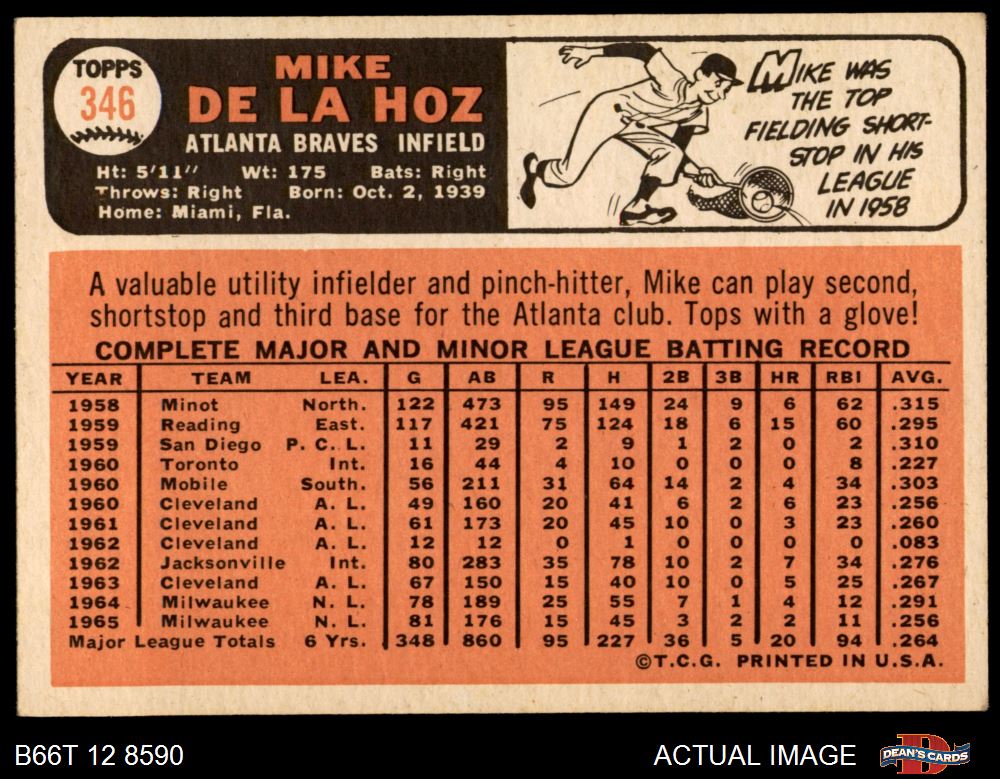 TOPPS
346
MIKE
DE LA HOZ
ATLANTA BRAVES INFIELD
Ht: 5'11" Wt: 175 Bats: Right
Throws: Right Born: Oct. 2, 1939
Home: Miami, Fla.
MIKE WAS
THE TOP
FIELDING SHORT-
STOP IN HIS
LEAGUE
IN 1958
A valuable utility infielder and pinch-hitter, Mike can play second,
shortstop and third base for the Atlanta club. Tops with a glove!
COMPLETE MAJOR AND MINOR LEAGUE BATTING RECORD
YEAR TEAM LEA. G AB R H 2B 3B HR RBI AVG.
1958 Minot North. 122 473 95 149 24 9 6 62 .315
1959 Reading East. 117 421 75 124 18 6 15 60 .295
1959 San Diego P. C. L. 11 29 2 9 1 2 0 2 .310
1960 Toronto Int. 16 44 4 10 0 0 0 8 .227
1960 Mobile South. 56 211 31 64 14 2 4 34 .303
1960 Cleveland A. L. 49 160 20 41 6 2 6 23 .256
1961 Cleveland A. L. 61 173 20 45 10 0 3 23 .260
1962 Cleveland A. L. 12 12 0 1 0 0 0 0 .083
1962 Jacksonville Int. 80 283 35 78 10 2 7 34 .276
1963 Cleveland A. L. 67 150 15 40 10 0 5 25 .267
1964 Milwaukee N. L. 78 189 25 55 7 1 4 12 .291
1965 Milwaukee N. L. 81 176 15 45 3 2 2 11 .256
Major League Totals 6 Yrs. 348 860 95 227 36 5 20 94 .264
©T.C.G. PRINTED IN U.S.A.
B66T 12 8590 ACTUAL IMAGE DEAN'S CARDS